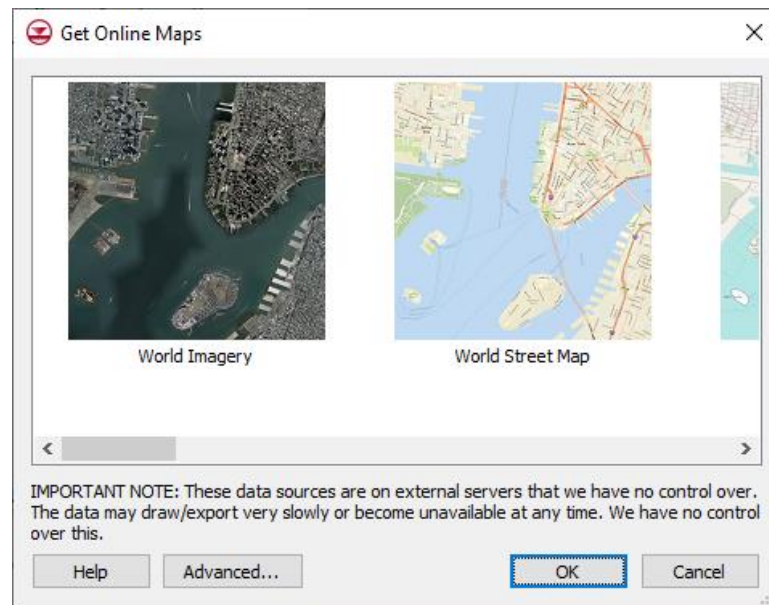 Get Online Maps
World Imagery
World Street Map
IMPORTANT NOTE: These data sources are on external servers that we have no control over.
The data may draw/export very slowly or become unavailable at any time. We have no control
over this.
Help
Advanced...
OK
Cancel